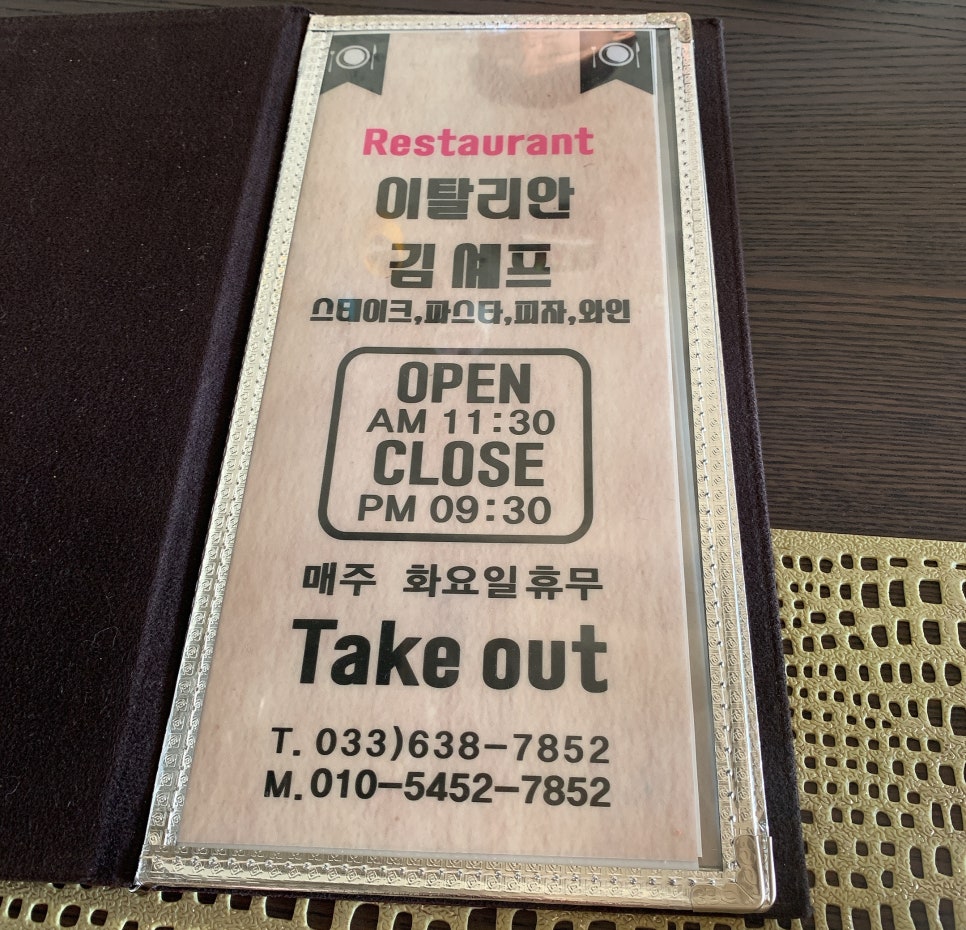 Restaurant
이탈리안
김 셰프
스테이크,파스타,피자,와인
OPEN
AM 11:30
CLOSE
PM 09:30
매주 화요일휴무
Take out
T. 033)638-7852
M.010-5452-7852